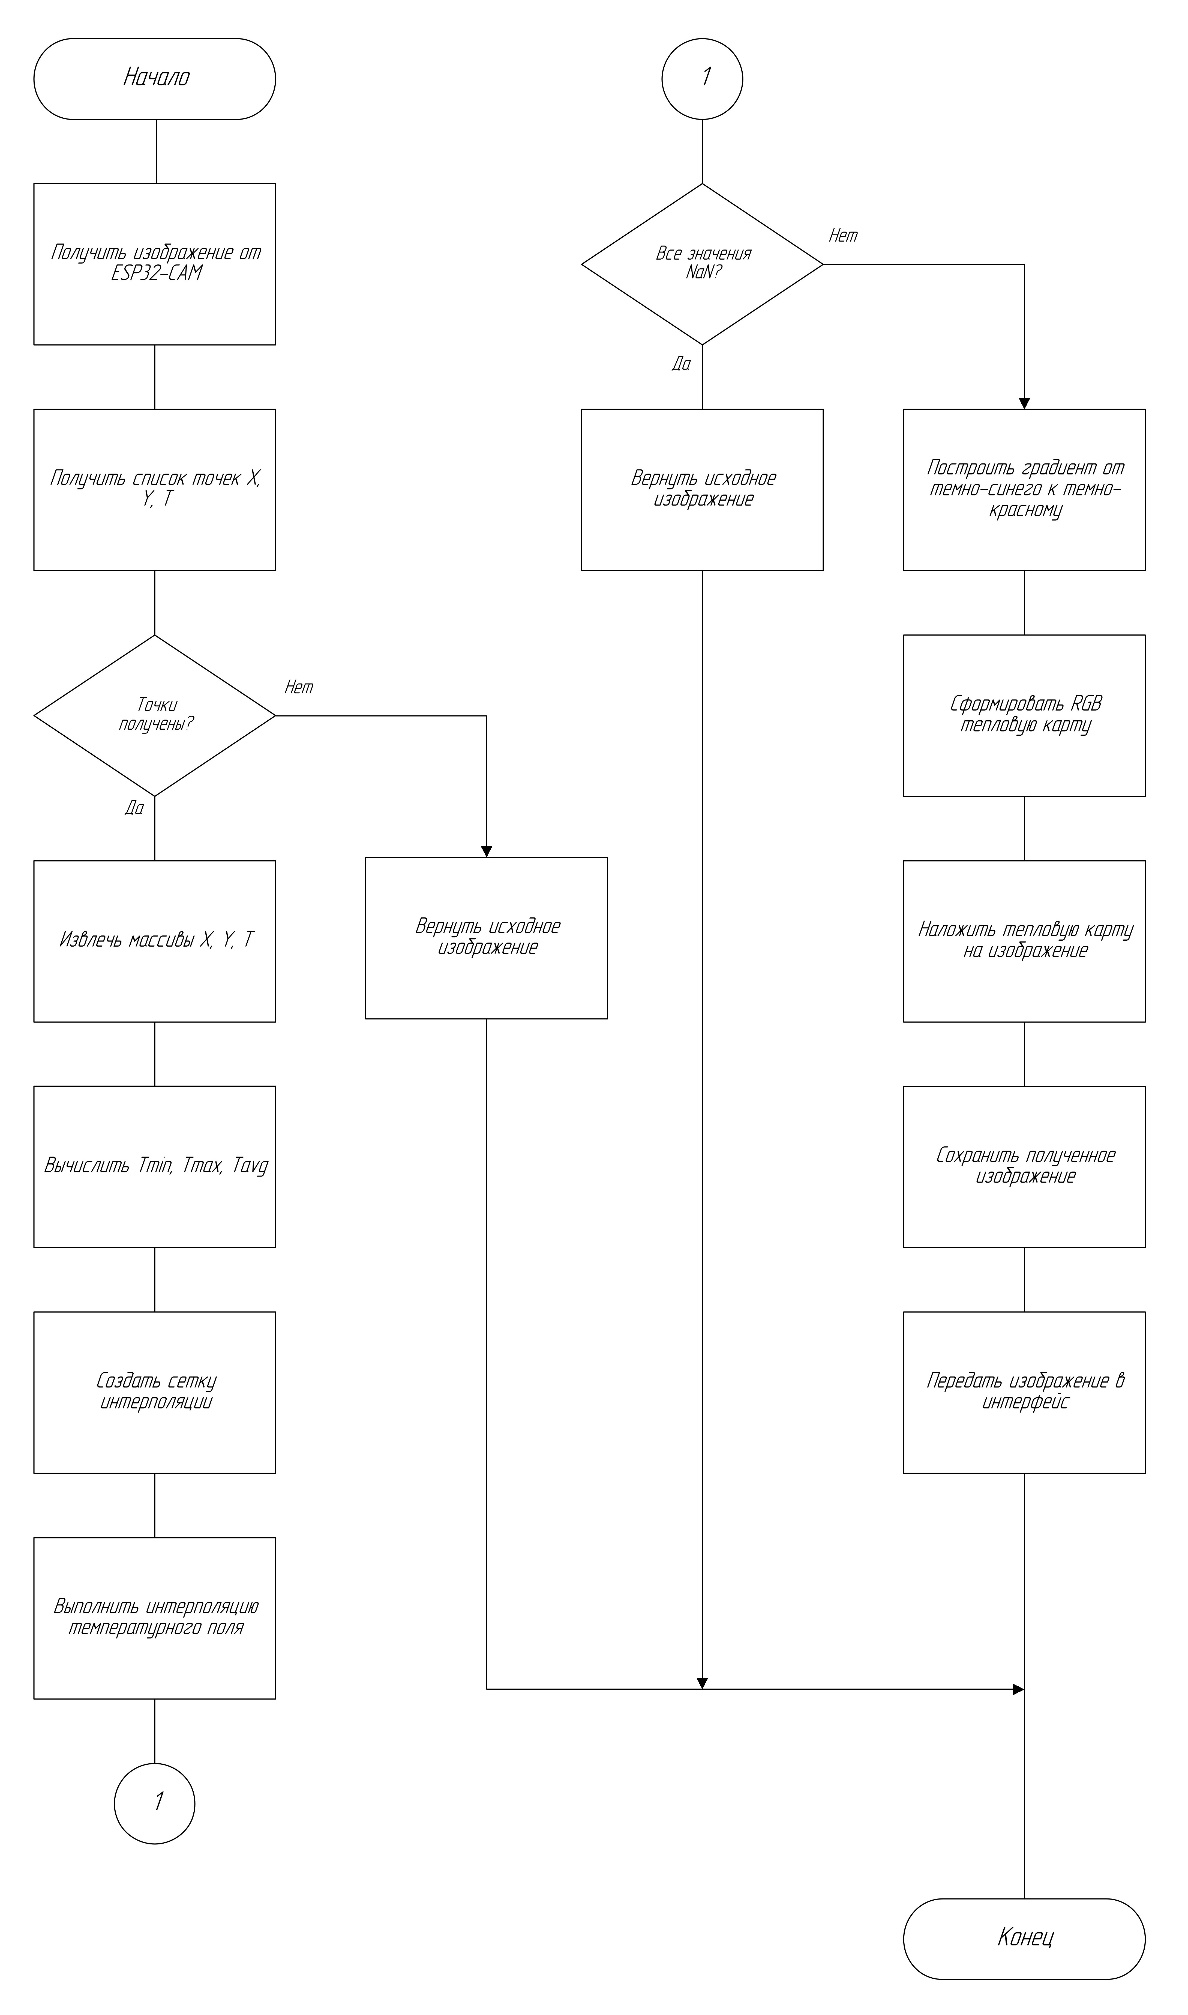 Начало
Получить изображение от
ESP32-CAM
Получить список точек X,
Y, T
Точки
получены?
Нет
Да
Извлечь массивы X, Y, T
Вернуть исходное
изображение
Вычислить Tmin, Tmax, Tavg
Создать сетку
интерполяции
Выполнить интерполяцию
температурного поля
1
1
Все значения
NaN?
Нет
Да
Вернуть исходное
изображение
Построить градиент от
темно-синего к темно-
красному
Сформировать RGB
тепловую карту
Наложить тепловую карту
на изображение
Сохранить полученное
изображение
Передать изображение в
интерфейс
Конец